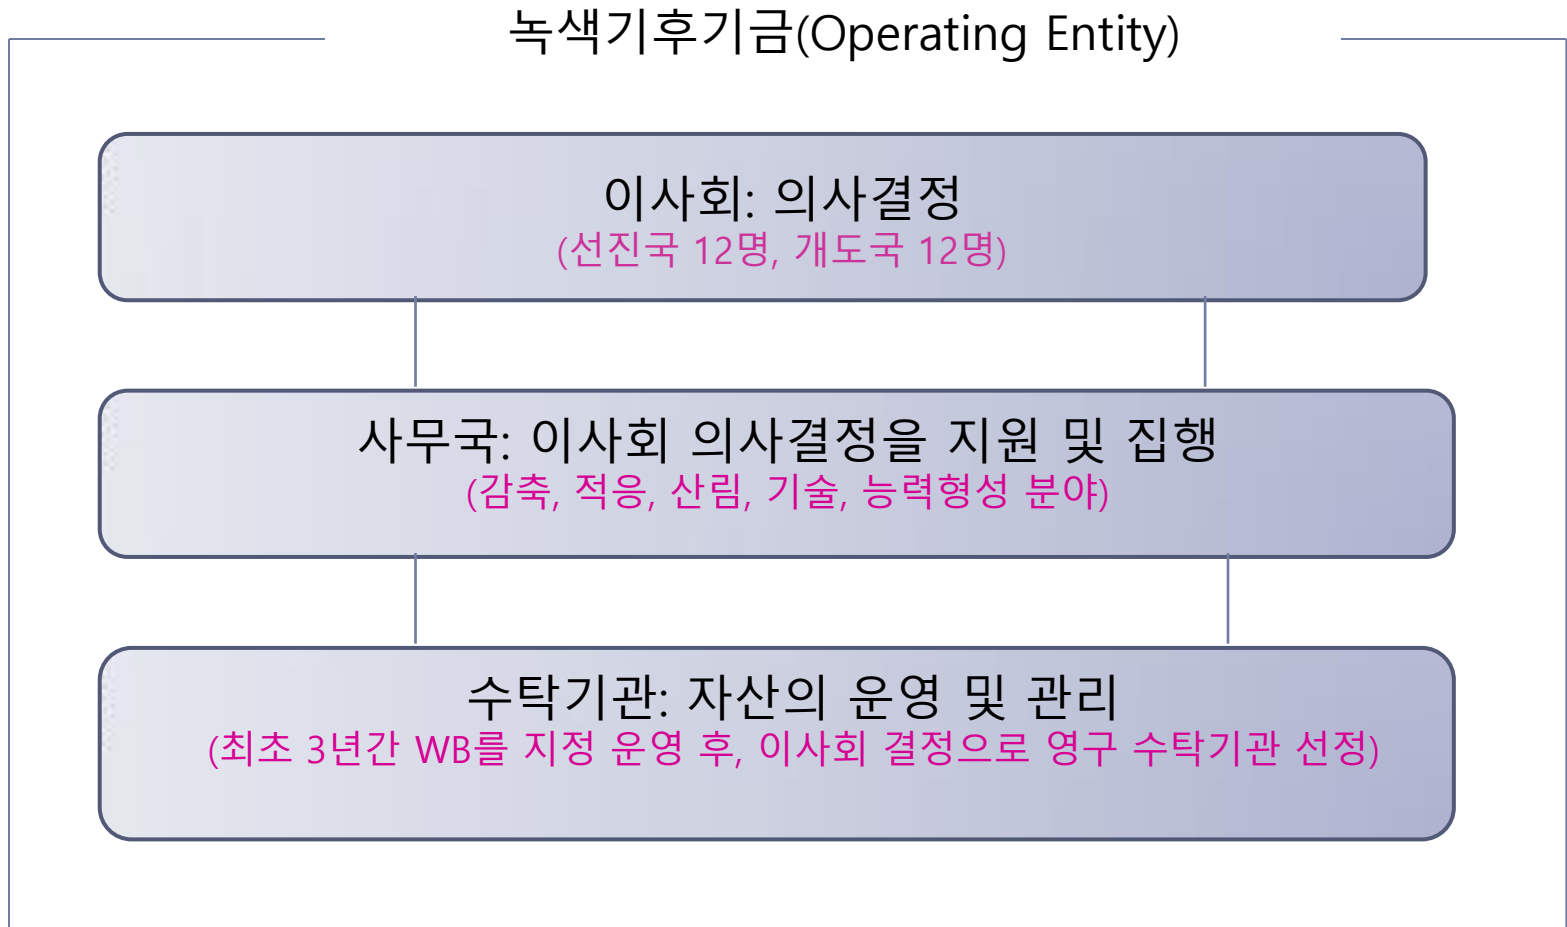 녹색기후기금(Operating Entity)
이사회: 의사결정
(선진국 12명, 개도국 12명)
사무국: 이사회 의사결정을 지원 및 집행
(감축, 적응, 산림, 기술, 능력형성 분야)
수탁기관: 자산의 운영 및 관리
(최초 3년간 WB를 지정 운영 후, 이사회 결정으로 영구 수탁기관 선정)